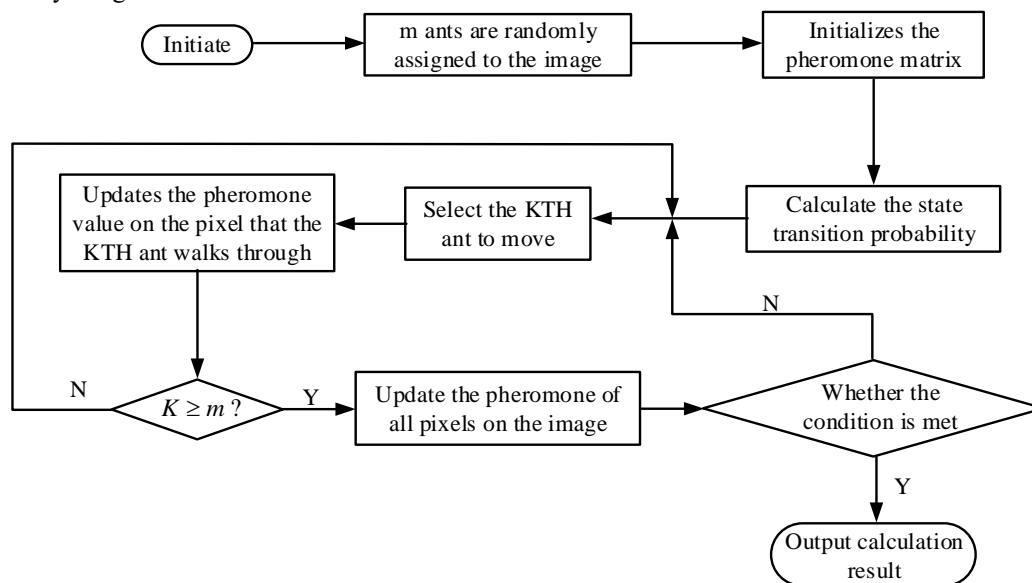 Initiate
m ants are randomly
assigned to the image
Initializes the
pheromone matrix
Updates the pheromone
value on the pixel that the
KTH ant walks through
Select the KTH
ant to move
Calculate the state
transition probability
N
N
K ≥ m ?
Y
Update the pheromone of
all pixels on the image
Whether the
condition is met
Y
Output calculation
result